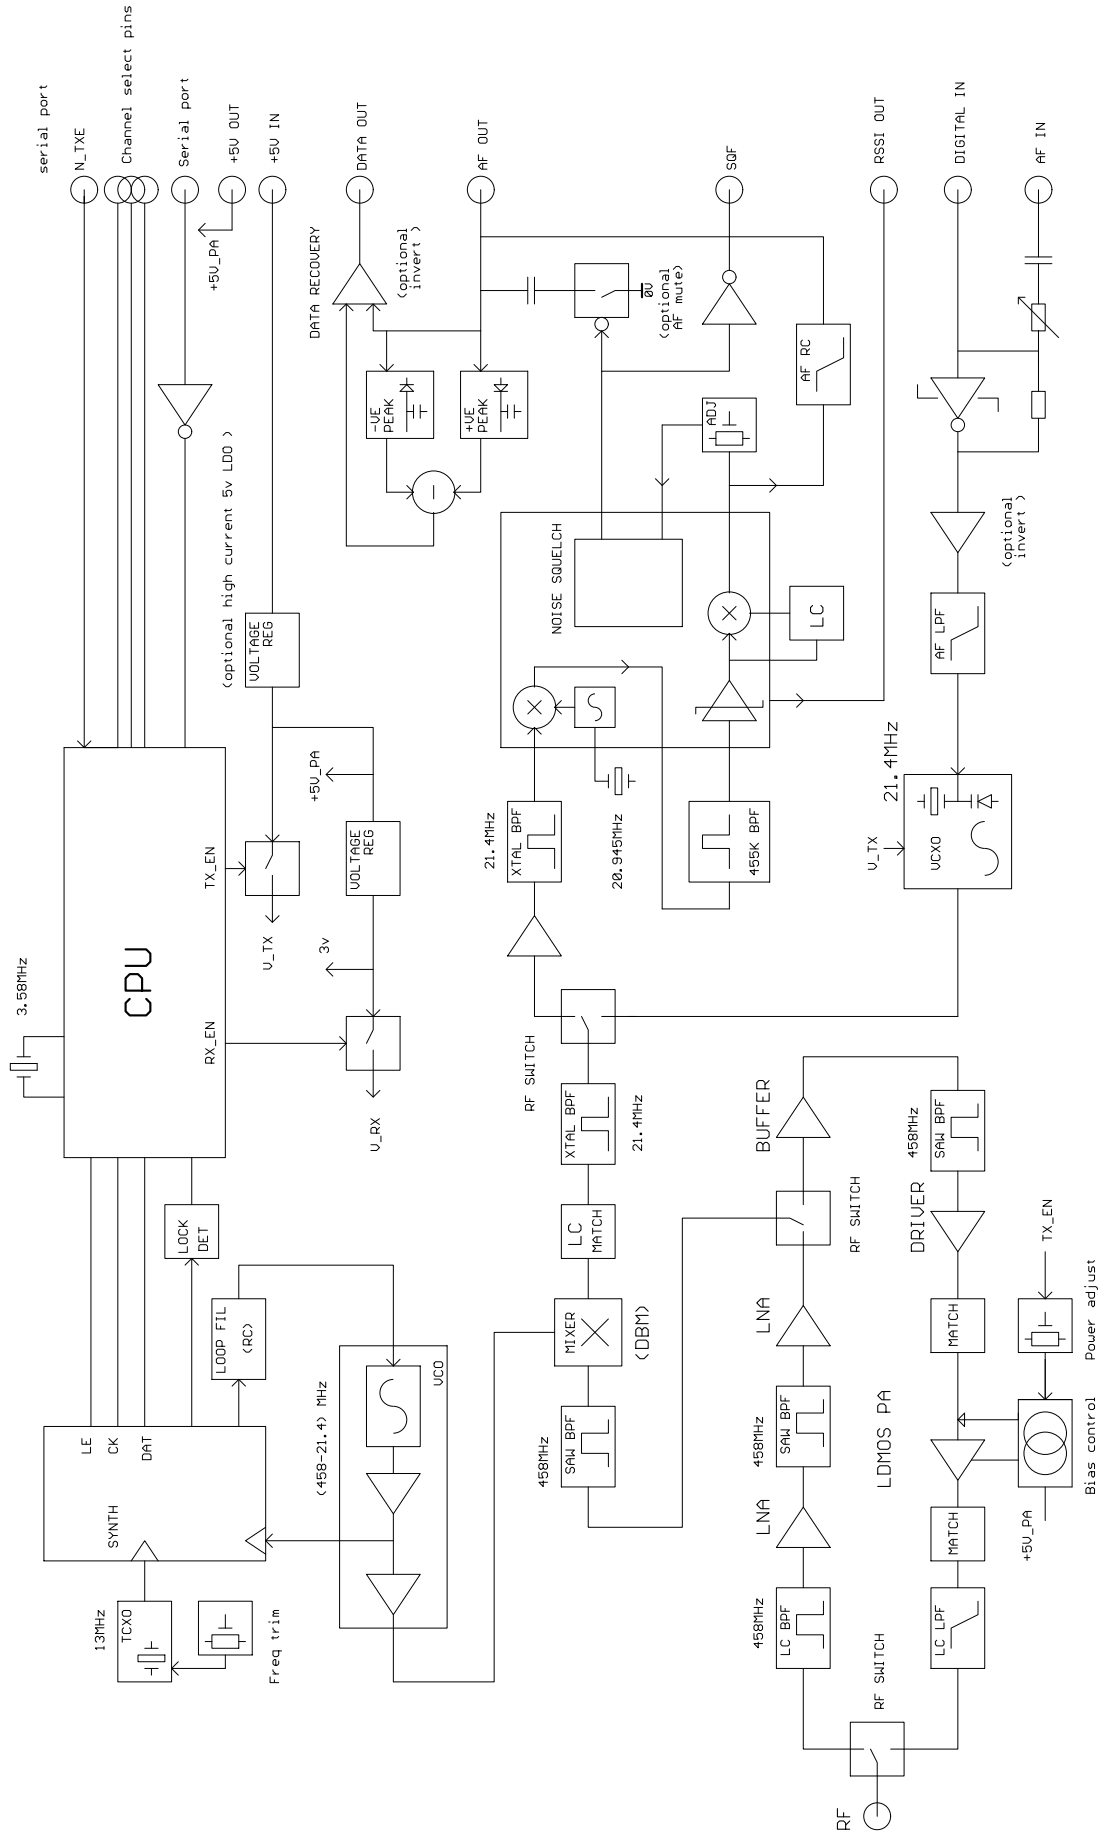 serial port
N_TXE
Channel select pins
Serial port
+5V OUT
+5V_PA
+5V IN
3.58MHz
CPU
TX_EN
RX_EN
(optional high current 5v LDO )
VOLTAGE
REG
V_TX
+5V_PA
VOLTAGE
REG
3v
V_RX
13MHz
TCXO
Freq trim
SYNTH
LE
CK
DAT
LOCK
DET
LOOP FIL
(RC)
(458-21.4) MHz
VCO
DATA OUT
DATA RECOVERY
(optional
invert)
AF OUT
-VE
PEAK
+VE
PEAK
0V
(optional
AF mute)
SQF
ADJ
AF RC
NOISE SQUELCH
LC
RSSI OUT
DIGITAL IN
AF IN
(optional
invert)
AF LPF
21.4MHz
V_TX
VCXO
21.4MHz
XTAL BPF
20.945MHz
455K BPF
RF SWITCH
XTAL BPF
21.4MHz
LC
MATCH
MIXER
(DBM)
458MHz
SAW BPF
BUFFER
RF SWITCH
LNA
458MHz
SAW BPF
LNA
458MHz
LC BPF
RF SWITCH
RF
458MHz
SAW BPF
DRIVER
MATCH
LDMOS PA
MATCH
LC LPF
TX_EN
Power adjust
Bias control
+5V_PA